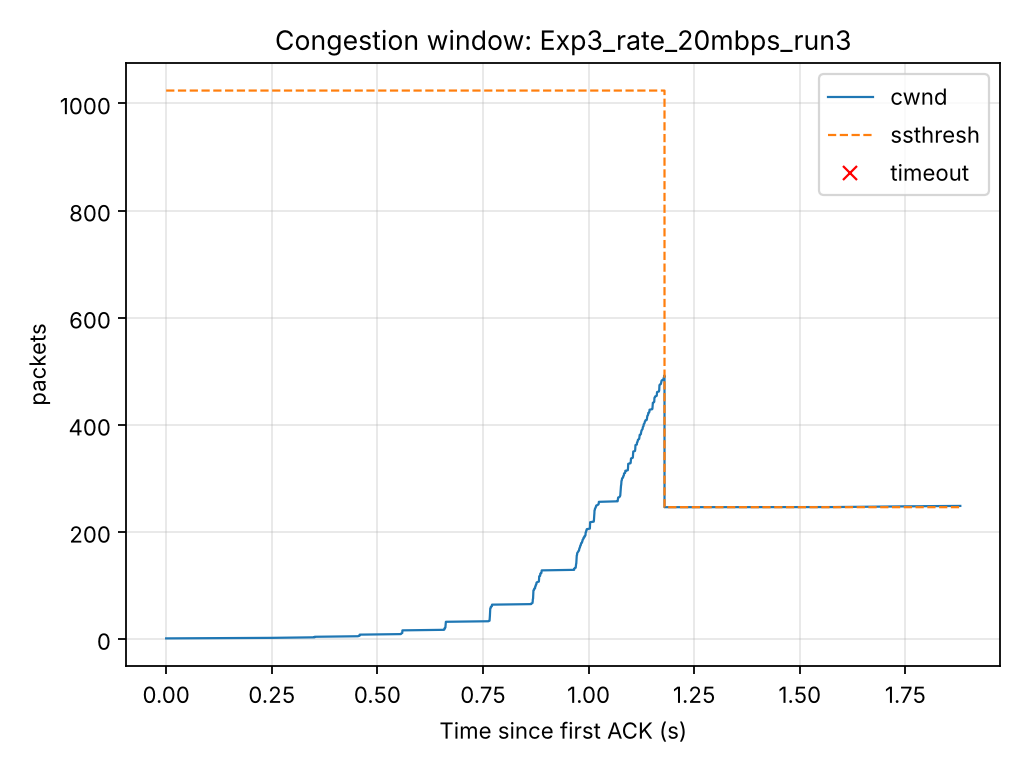 Congestion window: Exp3_rate_20mbps_run3
cwnd
ssthresh
timeout
packets
1000
800
600
400
200
0
0.00 0.25 0.50 0.75 1.00 1.25 1.50 1.75
Time since first ACK (s)